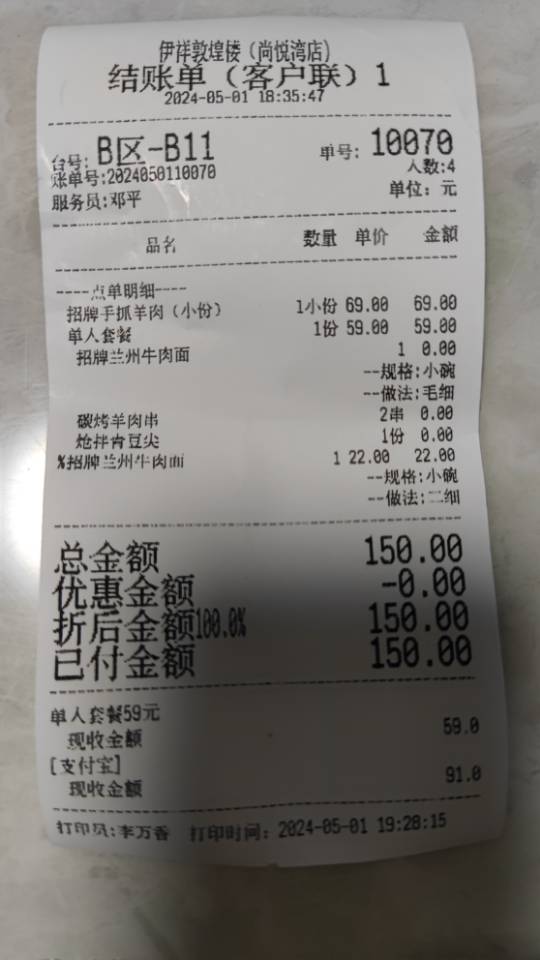 伊祥敦煌楼（尚悦湾店）
结账单（客户联）1
2024-05-01 18:35:47
台号: B区-B11 单号: 10070
账单号:2024050110070 人数:4
服务员:邓平 单位: 元
品名 数量 单价 金额
----点单明细----
招牌手抓羊肉（小份） 1小份 69.00 69.00
单人套餐 1份 59.00 59.00
招牌兰州牛肉面 1 0.00
--规格:小碗
--做法:毛细
碳烤羊肉串 2串 0.00
炝拌青豆尖 1份 0.00
%招牌兰州牛肉面 1 22.00 22.00
--规格:小碗
--做法:二细
总金额 150.00
优惠金额 -0.00
折后金额100.0% 150.00
已付金额 150.00
单人套餐59元
现收金额 59.0
[支付宝]
现收金额 91.0
打印员:李万香 打印时间: 2024-05-01 19:28:15